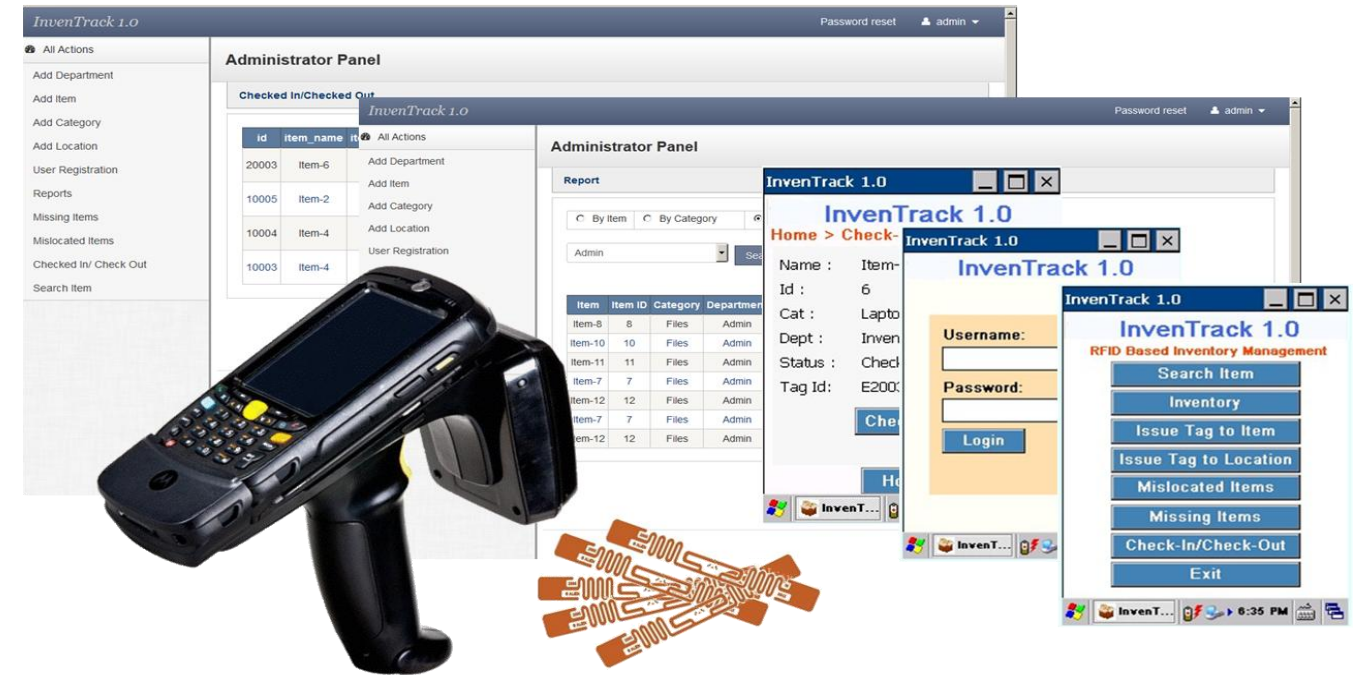 InvenTrack 1.0
Password reset
admin
All Actions
Add Department
Add Item
Add Category
Add Location
User Registration
Reports
Missing Items
Mislocated Items
Checked In/ Check Out
Search Item
Administrator Panel
Checked In/Checked Out
id item_name
20003 Item-6
10005 Item-2
10004 Item-4
10003 Item-4
InvenTrack 1.0
Password reset
admin
All Actions
Add Department
Add Item
Add Category
Add Location
User Registration
Administrator Panel
Report
By Item By Category
Admin
Item Item ID Category
Item-8 8 Files Admin
Item-10 10 Files Admin
Item-11 11 Files Admin
Item-7 7 Files Admin
Item-12 12 Files Admin
Item-7 7 Files Admin
Item-12 12 Files Admin
InvenTrack 1.0
InvenTrack 1.0
Home > Check-
Name : Item-
Id : 6
Cat :
Dept :
Status :
Tag Id:
InvenT...
InvenTrack 1.0
InvenTrack 1.0
Username:
Password:
Login
InvenT...
InvenTrack 1.0
InvenTrack 1.0
RFID Based Inventory Management
Search Item
Inventory
Issue Tag to Item
Issue Tag to Location
Mislocated Items
Missing Items
Check-In/Check-Out
Exit
InvenT... 6:35 PM